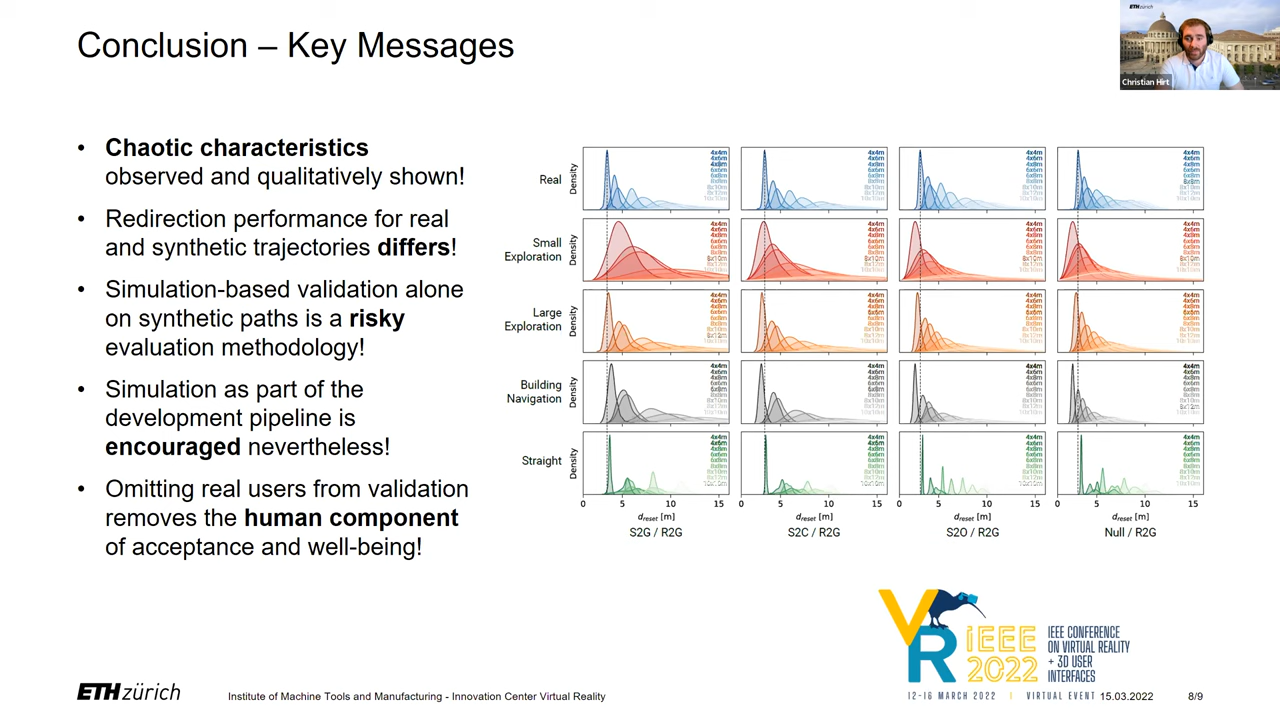 Conclusion – Key Messages
ETHzürich
Christian Hirt
• Chaotic characteristics
observed and qualitatively shown!
• Redirection performance for real
and synthetic trajectories differs!
• Simulation-based validation alone
on synthetic paths is a risky
evaluation methodology!
• Simulation as part of the
development pipeline is
encouraged nevertheless!
• Omitting real users from validation
removes the human component
of acceptance and well-being!
Real
Density
4x4m
4x6m
4x8m
6x6m
6x8m
8x8m
8x10m
8x12m
10x10m
Small
Exploration
Density
Large
Exploration
Density
Building
Navigation
Density
Straight
Density
0 5 10 15 0 5 10 15 0 5 10 15 0 5 10 15
dreset [m] dreset [m] dreset [m] dreset [m]
S2G / R2G S2C / R2G S2O / R2G Null / R2G
VR IEEE 2022
IEEE CONFERENCE
ON VIRTUAL REALITY
+ 3D USER
INTERFACES
12-16 MARCH 2022 | VIRTUAL EVENT
ETHzürich
Institute of Machine Tools and Manufacturing - Innovation Center Virtual Reality
15.03.2022
8/9